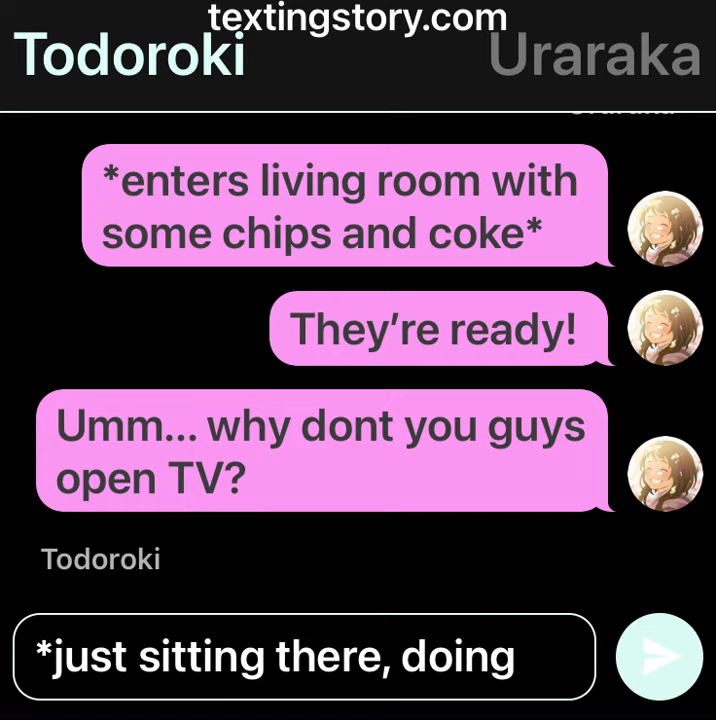 textingstory.com
Todoroki Uraraka
*enters living room with
some chips and coke*
They’re ready!
Umm... why dont you guys
open TV?
Todoroki
*just sitting there, doing